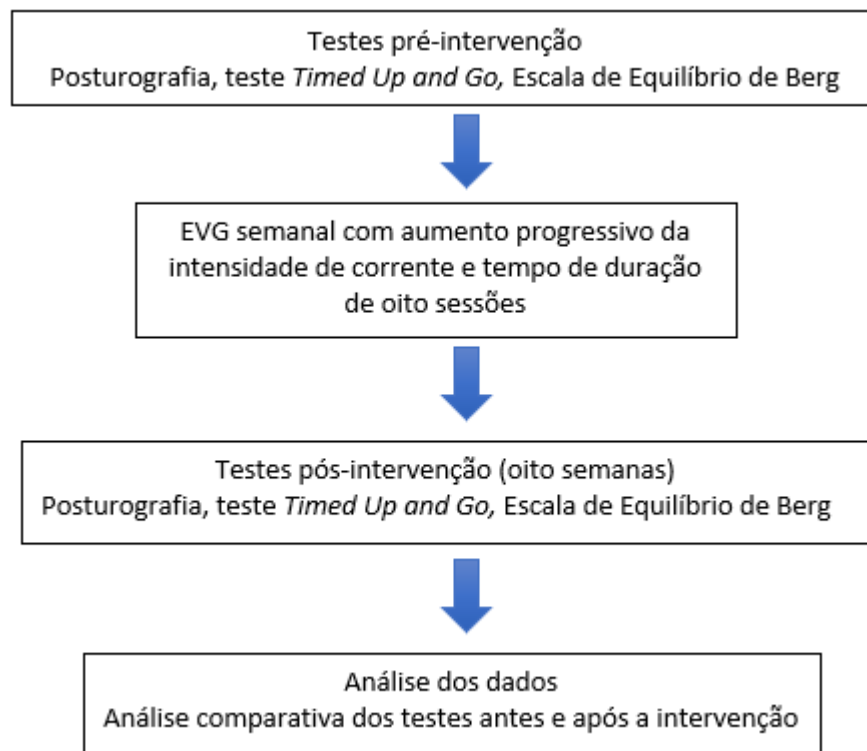 Testes pré-intervenção
Posturografia, teste Timed Up and Go, Escala de Equilíbrio de Berg
EVG semanal com aumento progressivo da
intensidade de corrente e tempo de duração
de oito sessões
Testes pós-intervenção (oito semanas)
Posturografia, teste Timed Up and Go, Escala de Equilíbrio de Berg
Análise dos dados
Análise comparativa dos testes antes e após a intervenção